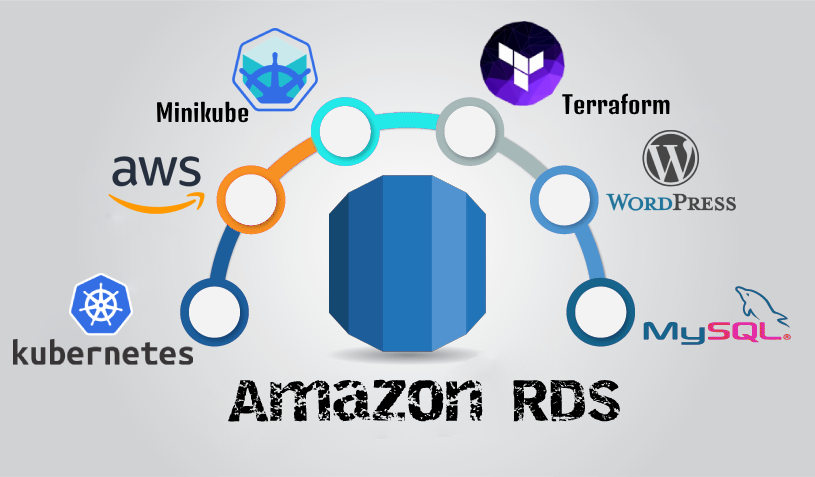 Minikube
Terraform
aws
WORDPRESS
kubernetes
MySQL®
Amazon RDS